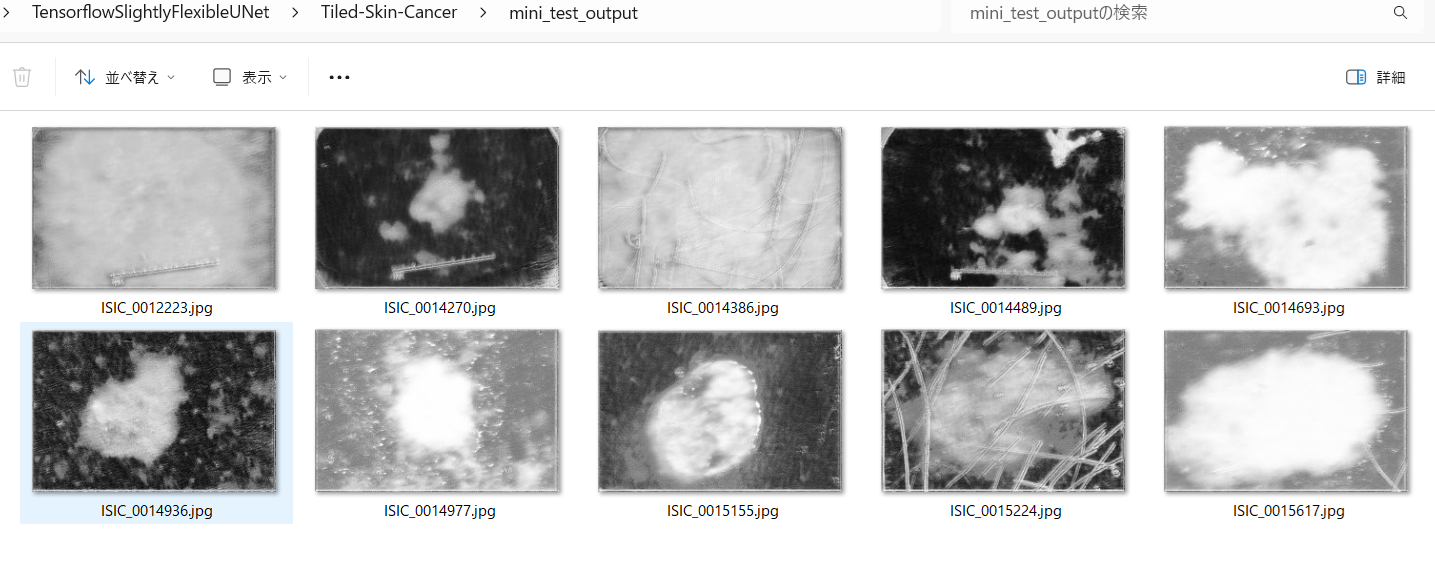 TensorflowSlightlyFlexibleUNet > Tiled-Skin-Cancer > mini_test_output
mini_test_outputの検索
並べ替え
表示
詳細
ISIC_0012223.jpg
ISIC_0014270.jpg
ISIC_0014386.jpg
ISIC_0014489.jpg
ISIC_0014693.jpg
ISIC_0014936.jpg
ISIC_0014977.jpg
ISIC_0015155.jpg
ISIC_0015224.jpg
ISIC_0015617.jpg